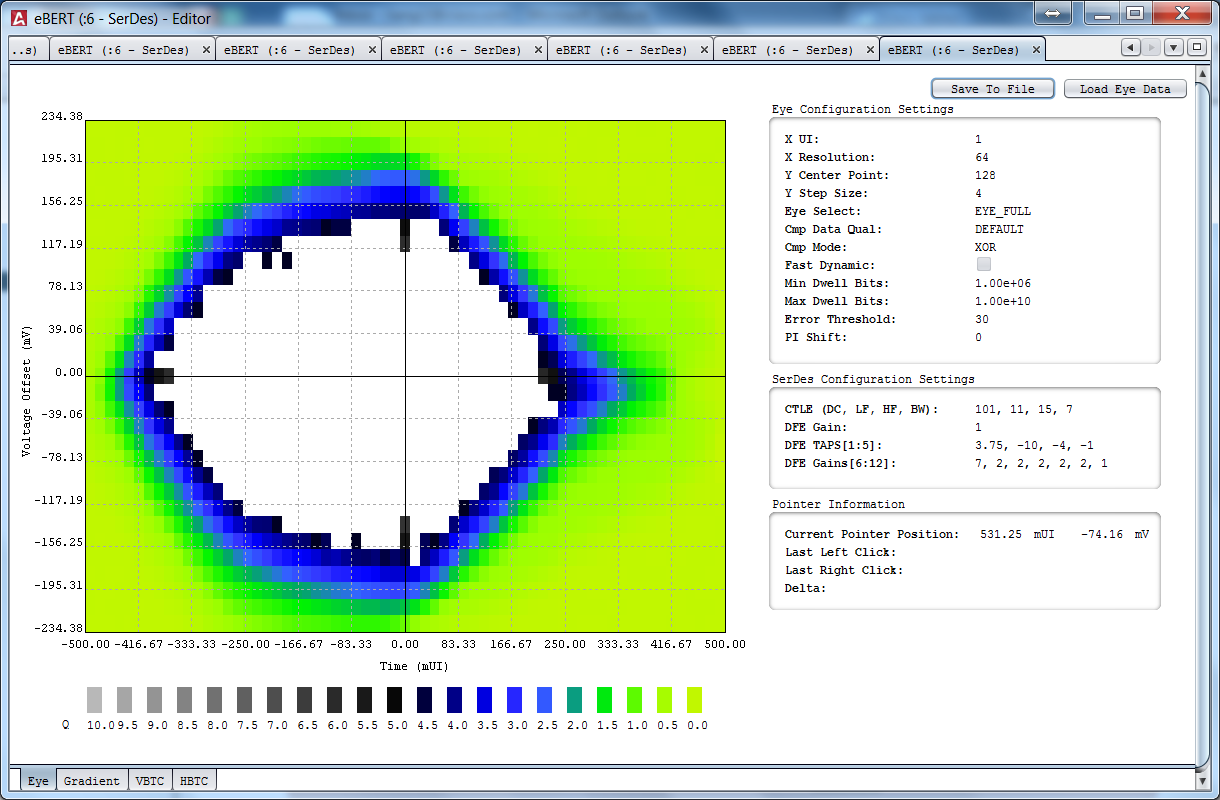 eBERT (:6 - SerDes) - Editor
..s) eBERT (:6 - SerDes) eBERT (:6 - SerDes) eBERT (:6 - SerDes) eBERT (:6 - SerDes) eBERT (:6 - SerDes) eBERT (:6 - SerDes)
Save To File Load Eye Data
234.38
195.31
156.25
117.19
78.13
39.06
0.00
-39.06
-78.13
-117.19
-156.25
-195.31
-234.38
Voltage Offset (mV)
-500.00 -416.67 -333.33 -250.00 -166.67 -83.33 0.00 83.33 166.67 250.00 333.33 416.67 500.00
Time (mUI)
Q 10.0 9.5 9.0 8.5 8.0 7.5 7.0 6.5 6.0 5.5 5.0 4.5 4.0 3.5 3.0 2.5 2.0 1.5 1.0 0.5 0.0
Eye Configuration Settings
X UI: 1
X Resolution: 64
Y Center Point: 128
Y Step Size: 4
Eye Select: EYE_FULL
Cmp Data Qual: DEFAULT
Cmp Mode: XOR
Fast Dynamic:
Min Dwell Bits: 1.00e+06
Max Dwell Bits: 1.00e+10
Error Threshold: 30
PI Shift: 0
SerDes Configuration Settings
CTLE (DC, LF, HF, BW): 101, 11, 15, 7
DFE Gain: 1
DFE TAPS[1:5]: 3.75, -10, -4, -1
DFE Gains[6:12]: 7, 2, 2, 2, 2, 2, 1
Pointer Information
Current Pointer Position: 531.25 mUI -74.16 mV
Last Left Click:
Last Right Click:
Delta:
Eye Gradient VBTC HBTC